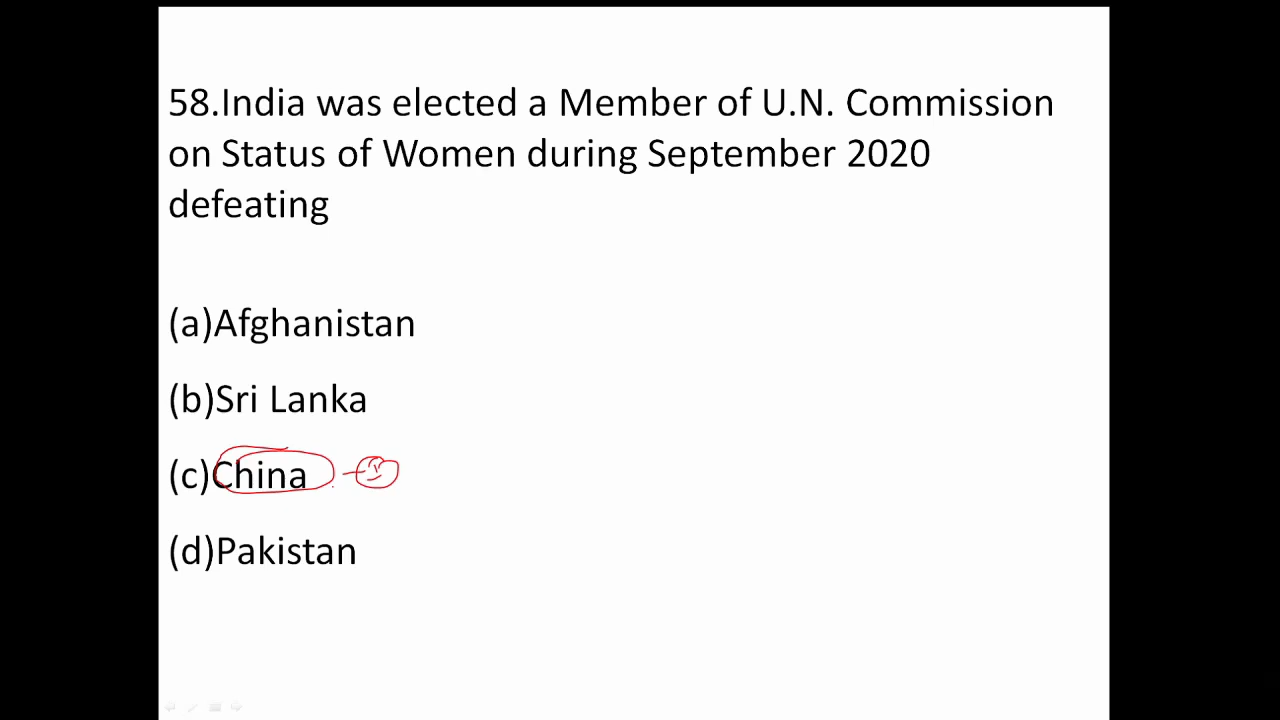 58.India was elected a Member of U.N. Commission
on Status of Women during September 2020
defeating
(a)Afghanistan
(b)Sri Lanka
(c)China
(d)Pakistan